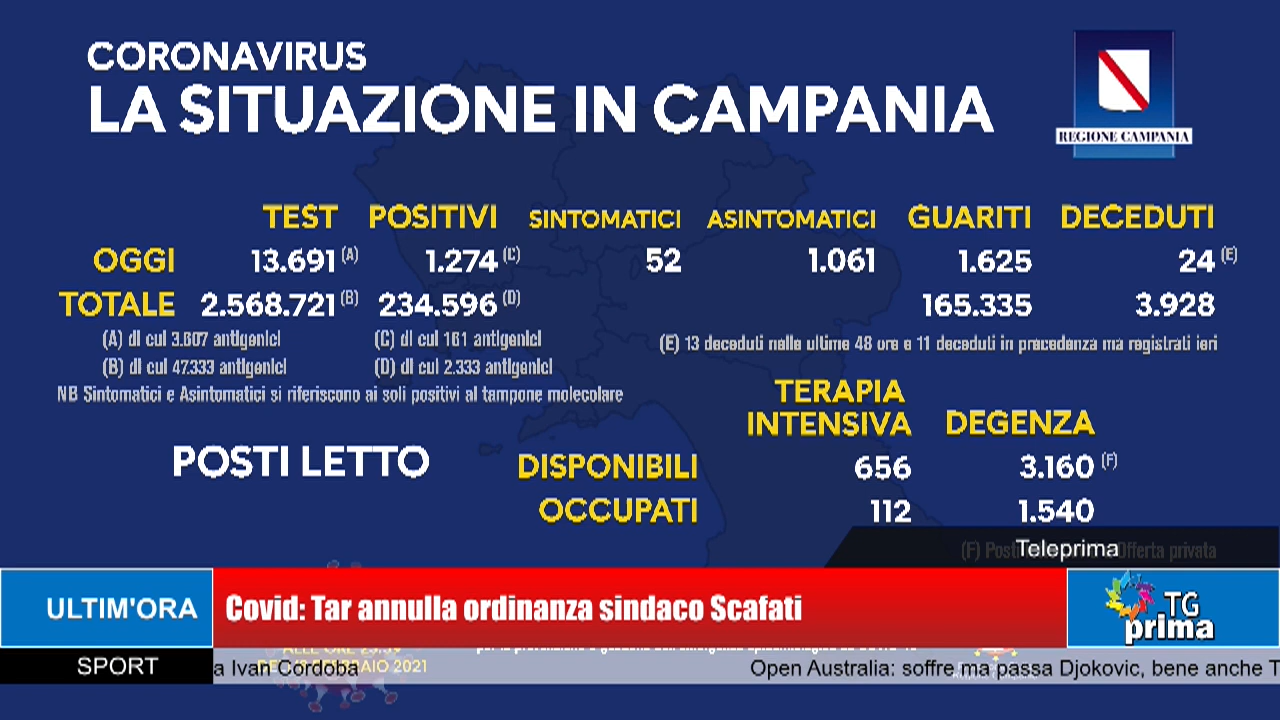 CORONAVIRUS
LA SITUAZIONE IN CAMPANIA
REGIONE CAMPANIA
TEST POSITIVI SINTOMATICI ASINTOMATICI GUARITI DECEDUTI
OGGI 13.691 (A) 1.274 (C) 52 1.061 1.625 24 (E)
TOTALE 2.568.721 (B) 234.596 (D) 165.335 3.928
(A) di cui 3.607 antigenici (C) di cui 161 antigenici (E) 13 deceduti nelle ultime 48 ore e 11 deceduti in precedenza ma registrati ieri
(B) di cui 47.333 antigenici (D) di cui 2.333 antigenici
NB Sintomatici e Asintomatici si riferiscono ai soli positivi al tampone molecolare
TERAPIA
INTENSIVA DEGENZA
POSTI LETTO
DISPONIBILI 656 3.160 (F)
OCCUPATI 112 1.540
(F) Posti Offerta privata
Teleprima
ULTIM'ORA Covid: Tar annulla ordinanza sindaco Scafati TG
prima
SPORT a Ivan Cordoba Open Australia: soffre ma passa Djokovic, bene anche T
FEBBRAIO 2021